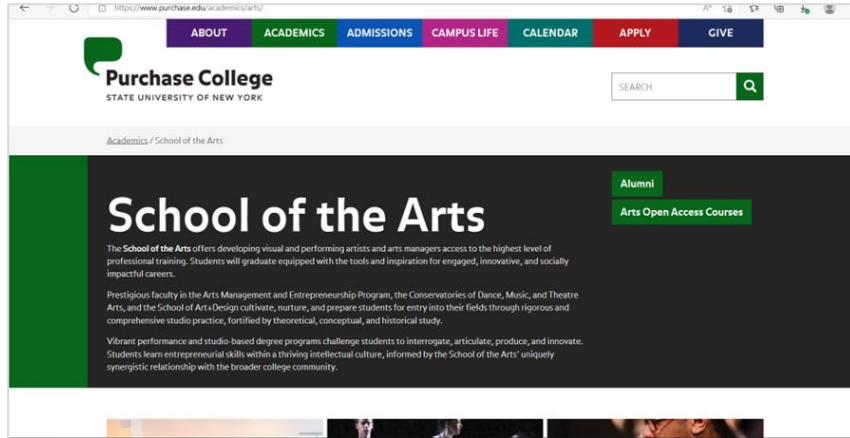 https://www.purchase.edu/academics/arts/
ABOUT ACADEMICS ADMISSIONS CAMPUS LIFE CALENDAR APPLY GIVE
Purchase College
STATE UNIVERSITY OF NEW YORK
SEARCH
Academics / School of the Arts
Alumni
Arts Open Access Courses
School of the Arts
The School of the Arts offers developing visual and performing artists and arts managers access to the highest level of
professional training. Students will graduate equipped with the tools and inspiration for engaged, innovative, and socially
impactful careers.
Prestigious faculty in the Arts Management and Entrepreneurship Program, the Conservatories of Dance, Music, and Theatre
Arts, and the School of Art+Design cultivate, nurture, and prepare students for entry into their fields through rigorous and
comprehensive studio practice, fortified by theoretical, conceptual, and historical study.
Vibrant performance and studio-based degree programs challenge students to interrogate, articulate, produce, and innovate.
Students learn entrepreneurial skills within a thriving intellectual culture, informed by the School of the Arts' uniquely
synergistic relationship with the broader college community.